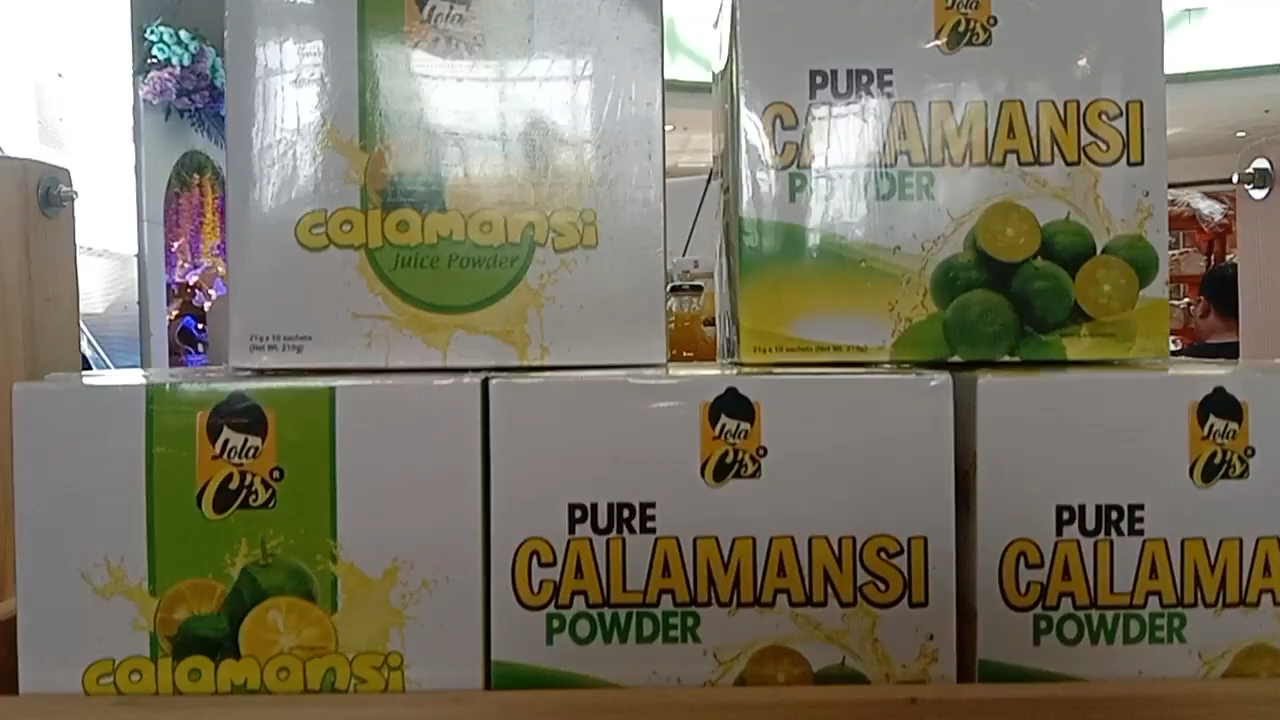 Lola
calamansi
Juice Powder
21g x 10 sachets
(Net Wt. 210g)
Lola
C's
PURE
CALAMANSI
POWDER
21g x 10 sachets (Net Wt. 210g)
Lola
C's
calamansi
Lola
C's
PURE
CALAMANSI
POWDER
Lola
C's
PURE
CALAMA
POWDER